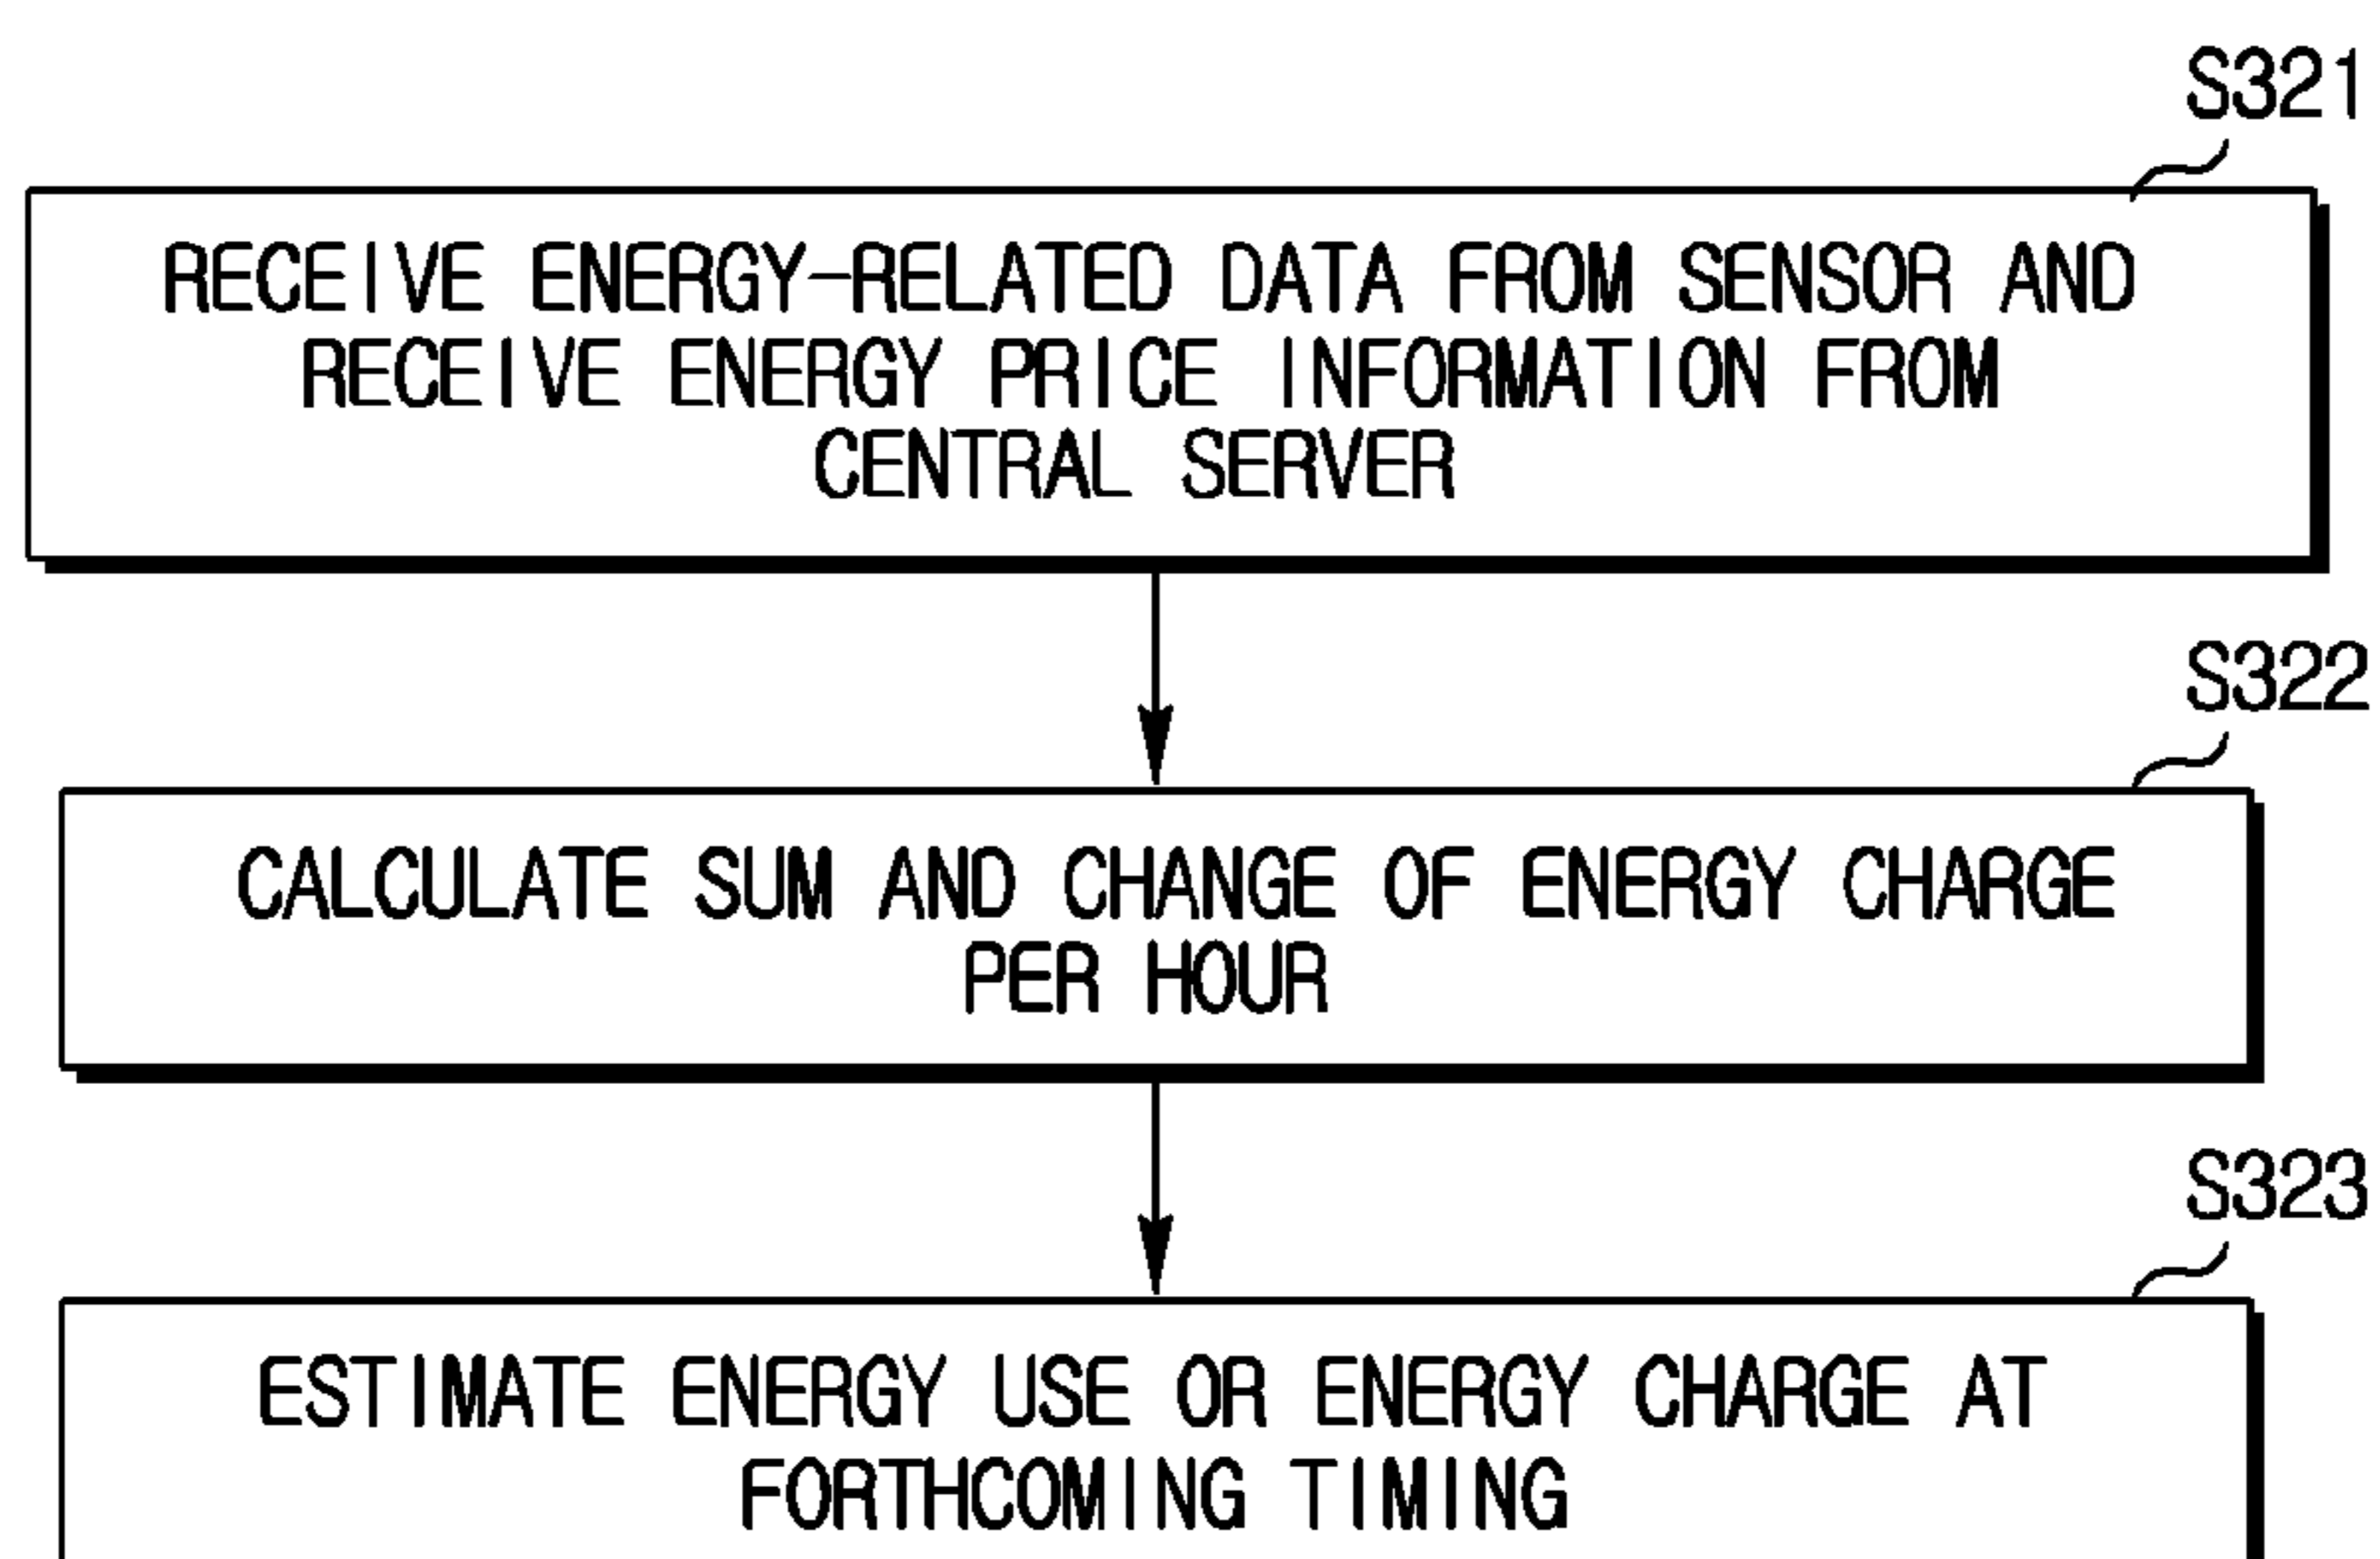 S321
RECEIVE ENERGY-RELATED DATA FROM SENSOR AND
RECEIVE ENERGY PRICE INFORMATION FROM
CENTRAL SERVER
S322
CALCULATE SUM AND CHANGE OF ENERGY CHARGE
PER HOUR
S323
ESTIMATE ENERGY USE OR ENERGY CHARGE AT
FORTHCOMING TIMING